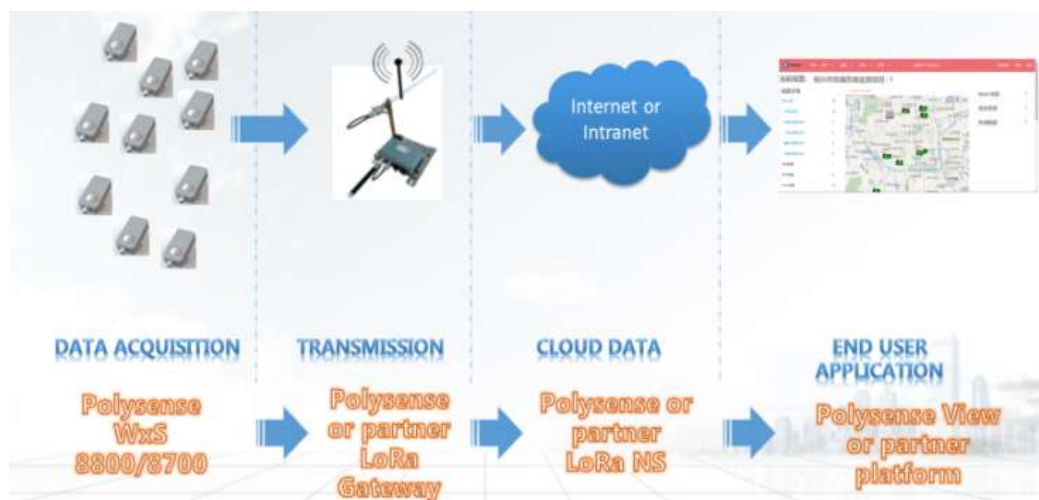 Internet or
Intranet
DATA ACQUISITION
TRANSMISSION
CLOUD DATA
END USER
APPLICATION
Polysense
WxS
8800/8700
Polysense
or partner
LoRa
Gateway
Polysense or
partner
LoRa NS
Polysense View
or partner
platform